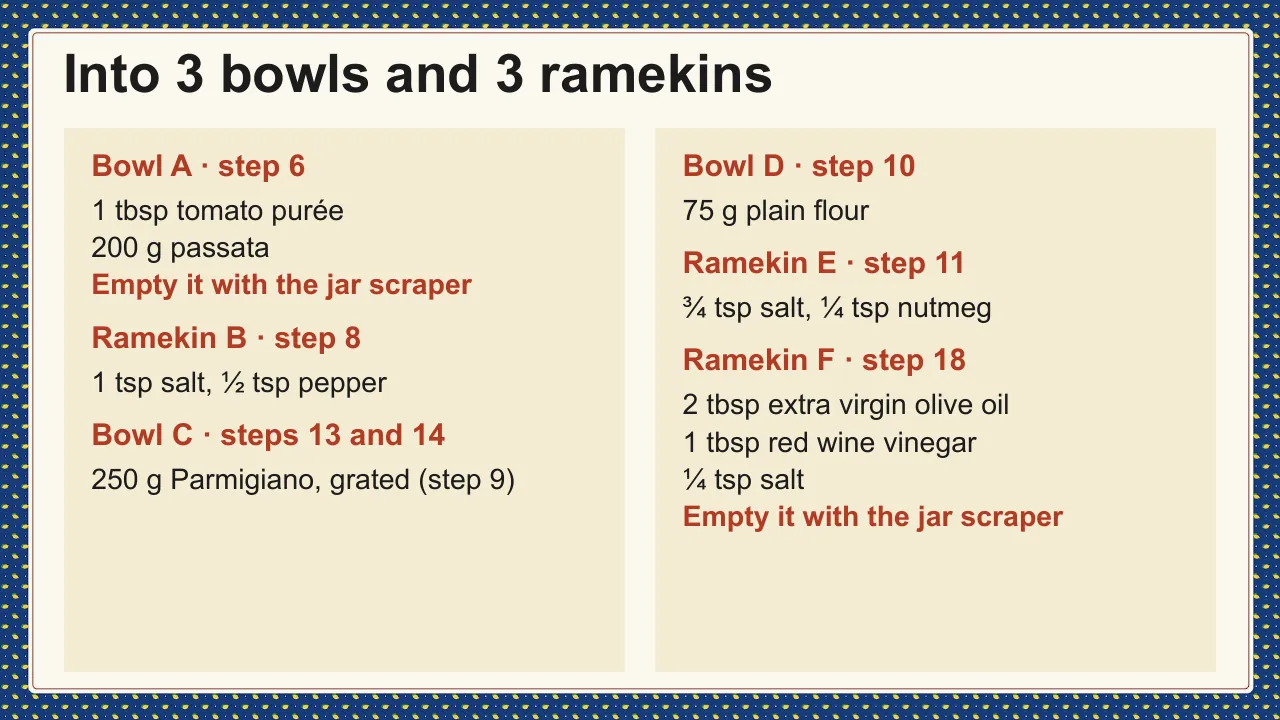 Into 3 bowls and 3 ramekins
Bowl A · step 6
1 tbsp tomato purée
200 g passata
Empty it with the jar scraper
Ramekin B · step 8
1 tsp salt, ½ tsp pepper
Bowl C · steps 13 and 14
250 g Parmigiano, grated (step 9)
Bowl D · step 10
75 g plain flour
Ramekin E · step 11
¾ tsp salt, ¼ tsp nutmeg
Ramekin F · step 18
2 tbsp extra virgin olive oil
1 tbsp red wine vinegar
¼ tsp salt
Empty it with the jar scraper